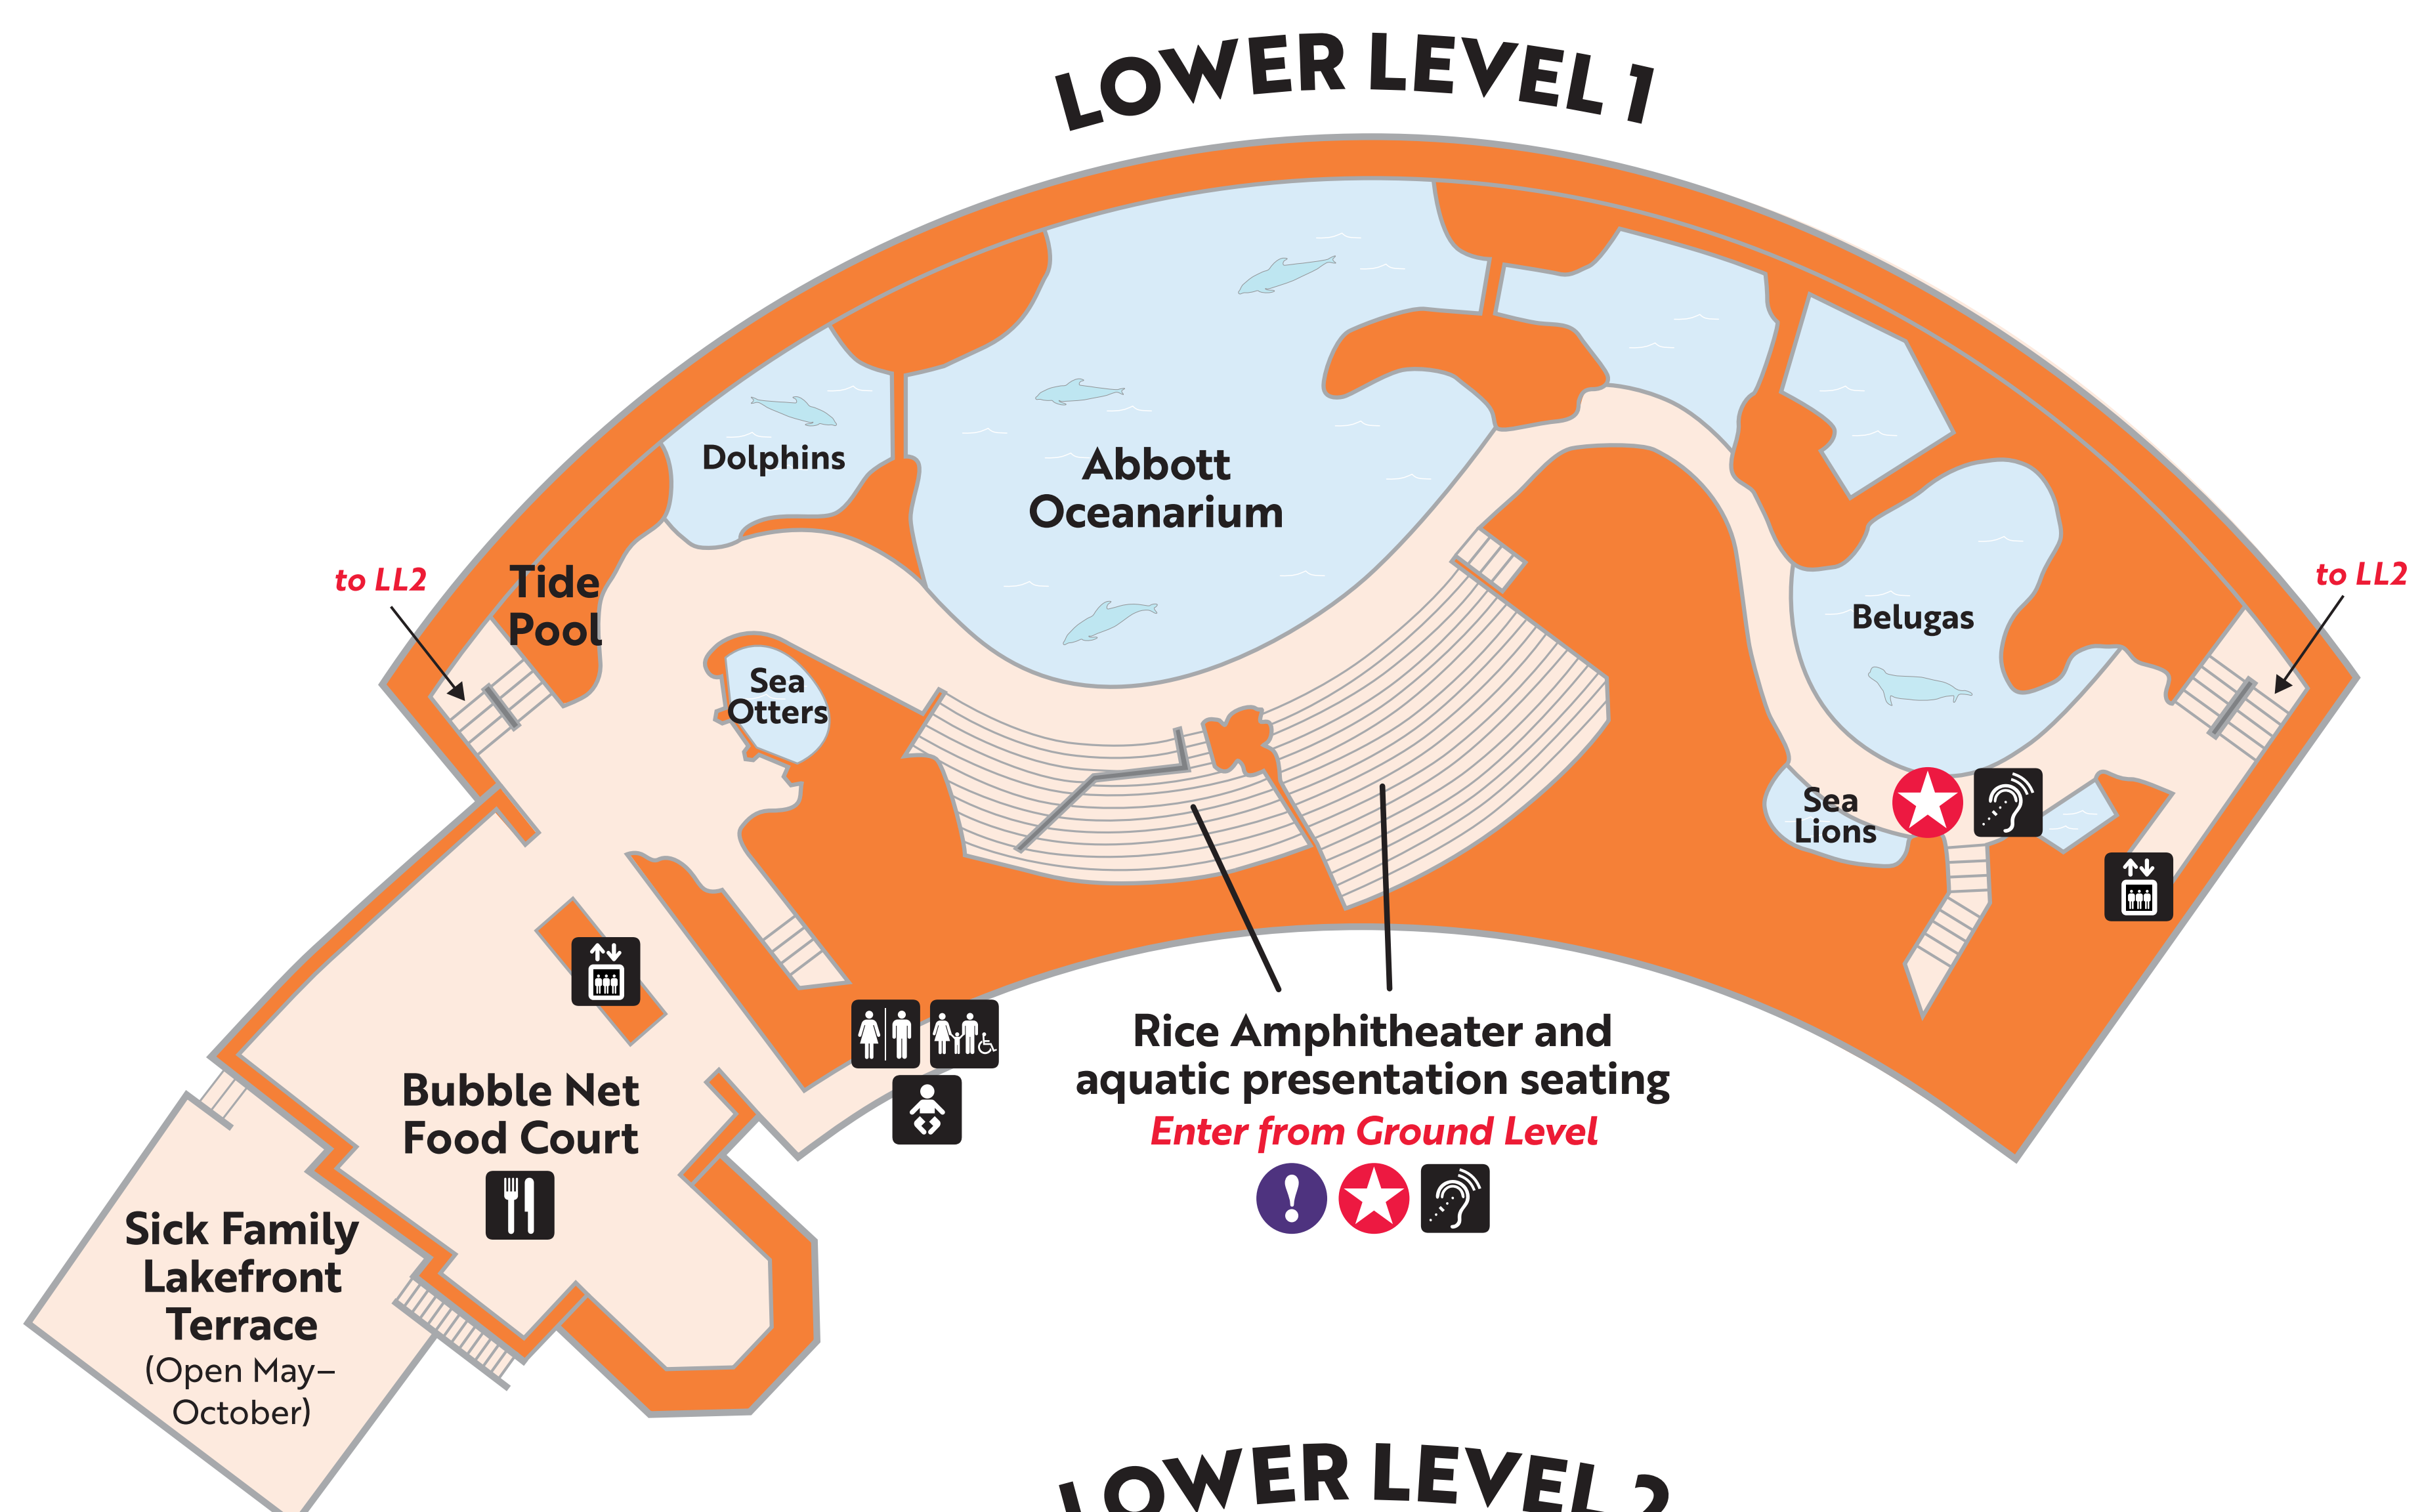 LOWER LEVEL 1
Dolphins
Abbott
Oceanarium
to LL2
Tide
Pool
to LL2
Belugas
Sea
Otters
Sea
Lions
Rice Amphitheater and
aquatic presentation seating
Enter from Ground Level
!
Bubble Net
Food Court
Sick Family
Lakefront
Terrace
(Open May–
October)
LOWER LEVEL 2